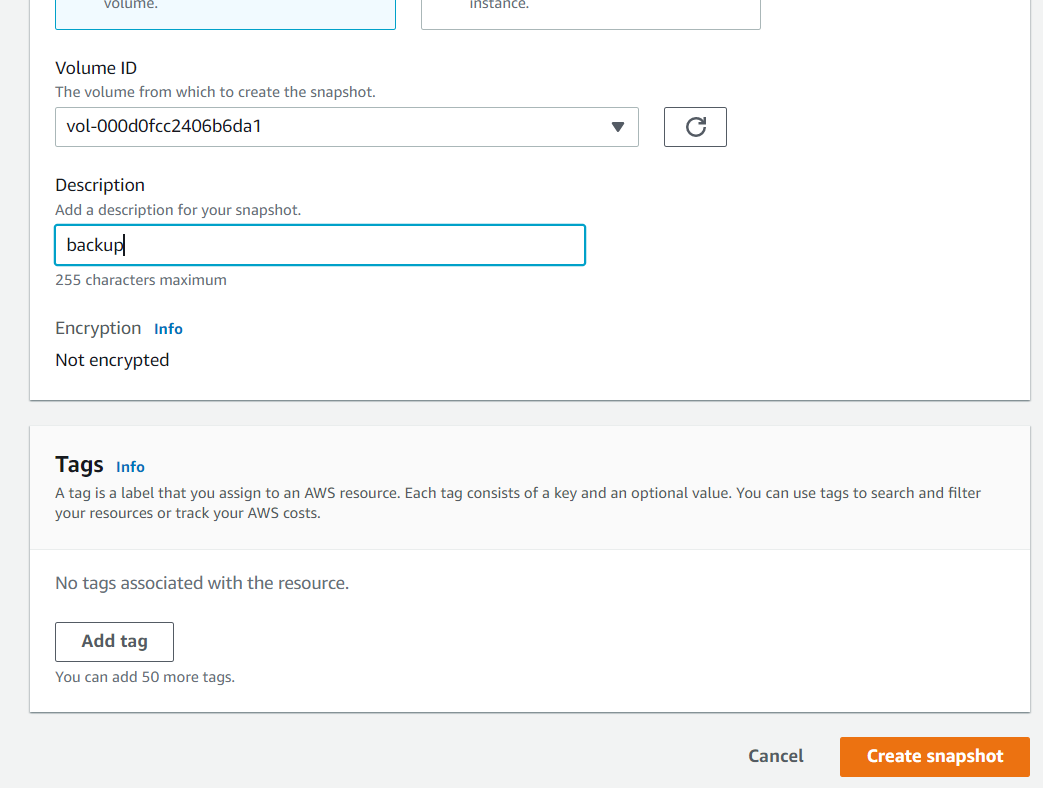 volume.
instance.
Volume ID
The volume from which to create the snapshot.
vol-000d0fcc2406b6da1
Description
Add a description for your snapshot.
backup
255 characters maximum
Encryption Info
Not encrypted
Tags Info
A tag is a label that you assign to an AWS resource. Each tag consists of a key and an optional value. You can use tags to search and filter
your resources or track your AWS costs.
No tags associated with the resource.
Add tag
You can add 50 more tags.
Cancel
Create snapshot